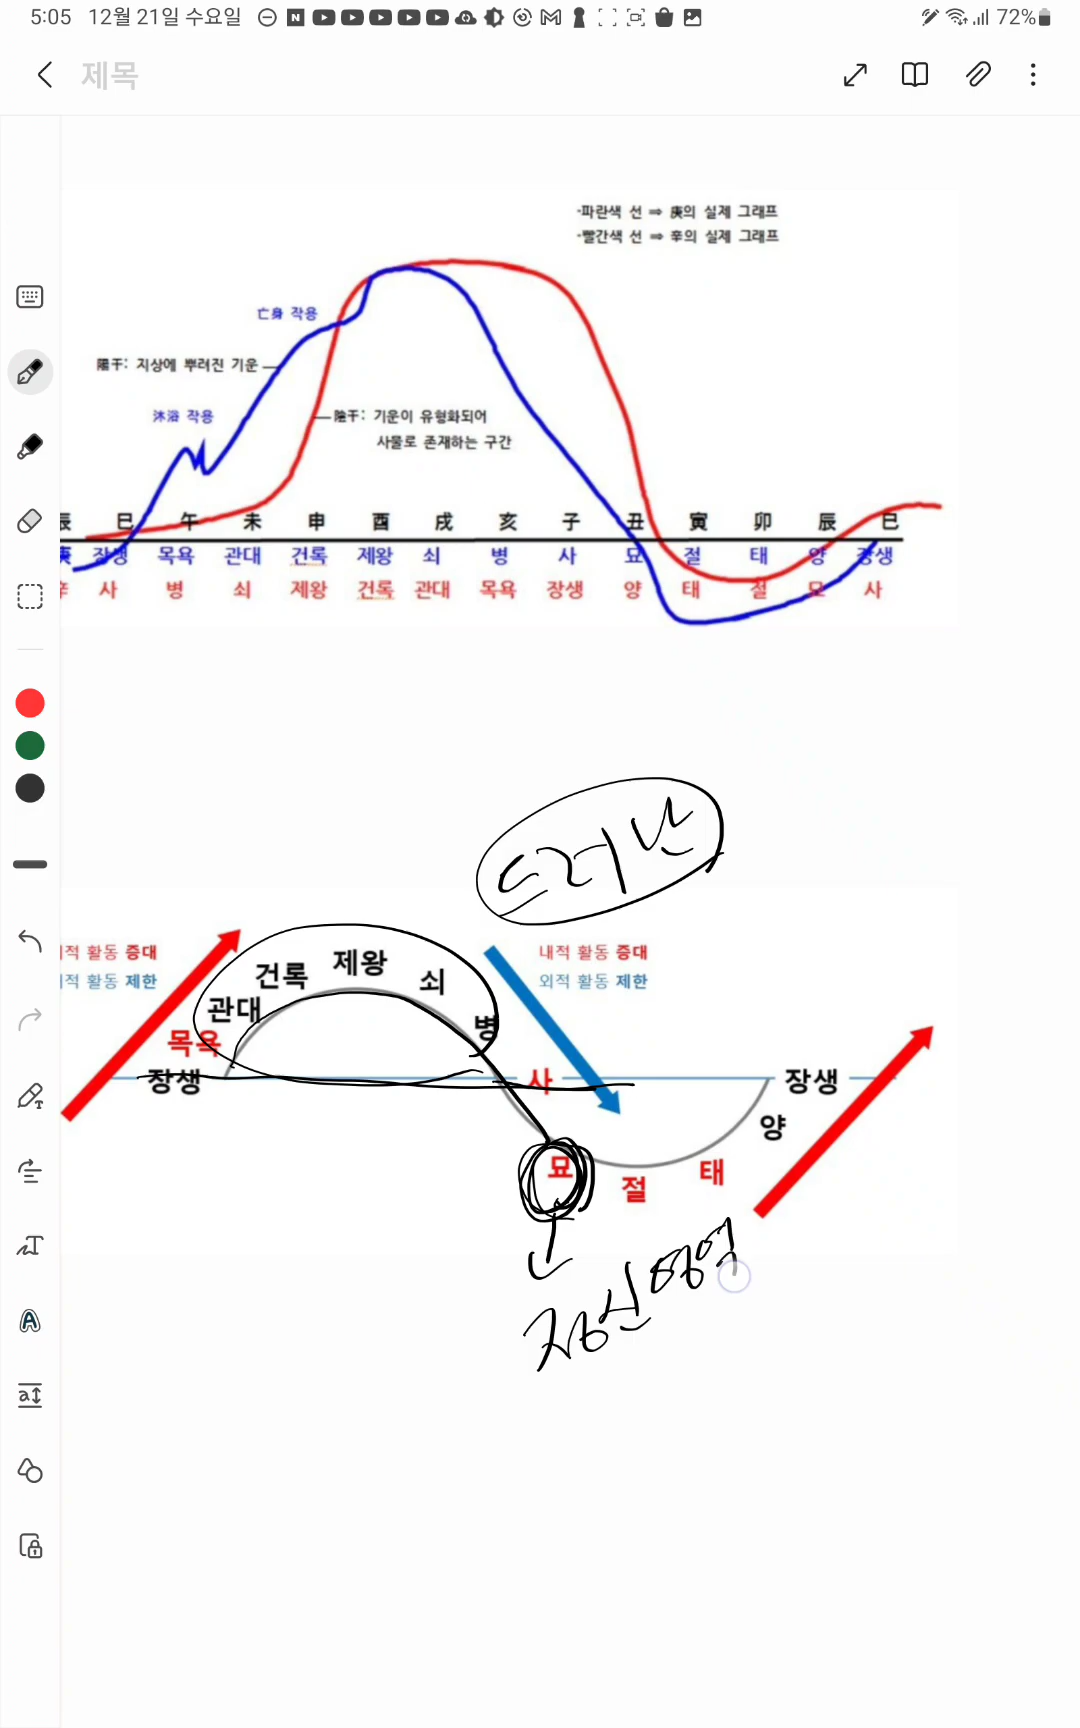 5:05 12월 21일 수요일 72%
제목
-파란색 선 ⇒ 庚의 실제 그래프
-빨간색 선 ⇒ 辛의 실제 그래프
亡身 작용
陽干: 지상에 뿌려진 기운
沐浴 작용
陰干: 기운이 유형화되어
사물로 존재하는 구간
辰 巳 午 未 申 酉 戌 亥 子 丑 寅 卯 辰 巳
庚 장생 목욕 관대 건록 제왕 쇠 병 사 묘 절 태 양 장생
辛 사 병 쇠 제왕 건록 관대 목욕 장생 양 태 절 묘 사
드러난
적 활동 증대
적 활동 제한
내적 활동 증대
외적 활동 제한
장생 목욕 관대 건록 제왕 쇠 병 사 묘 절 태 양 장생
정신영역